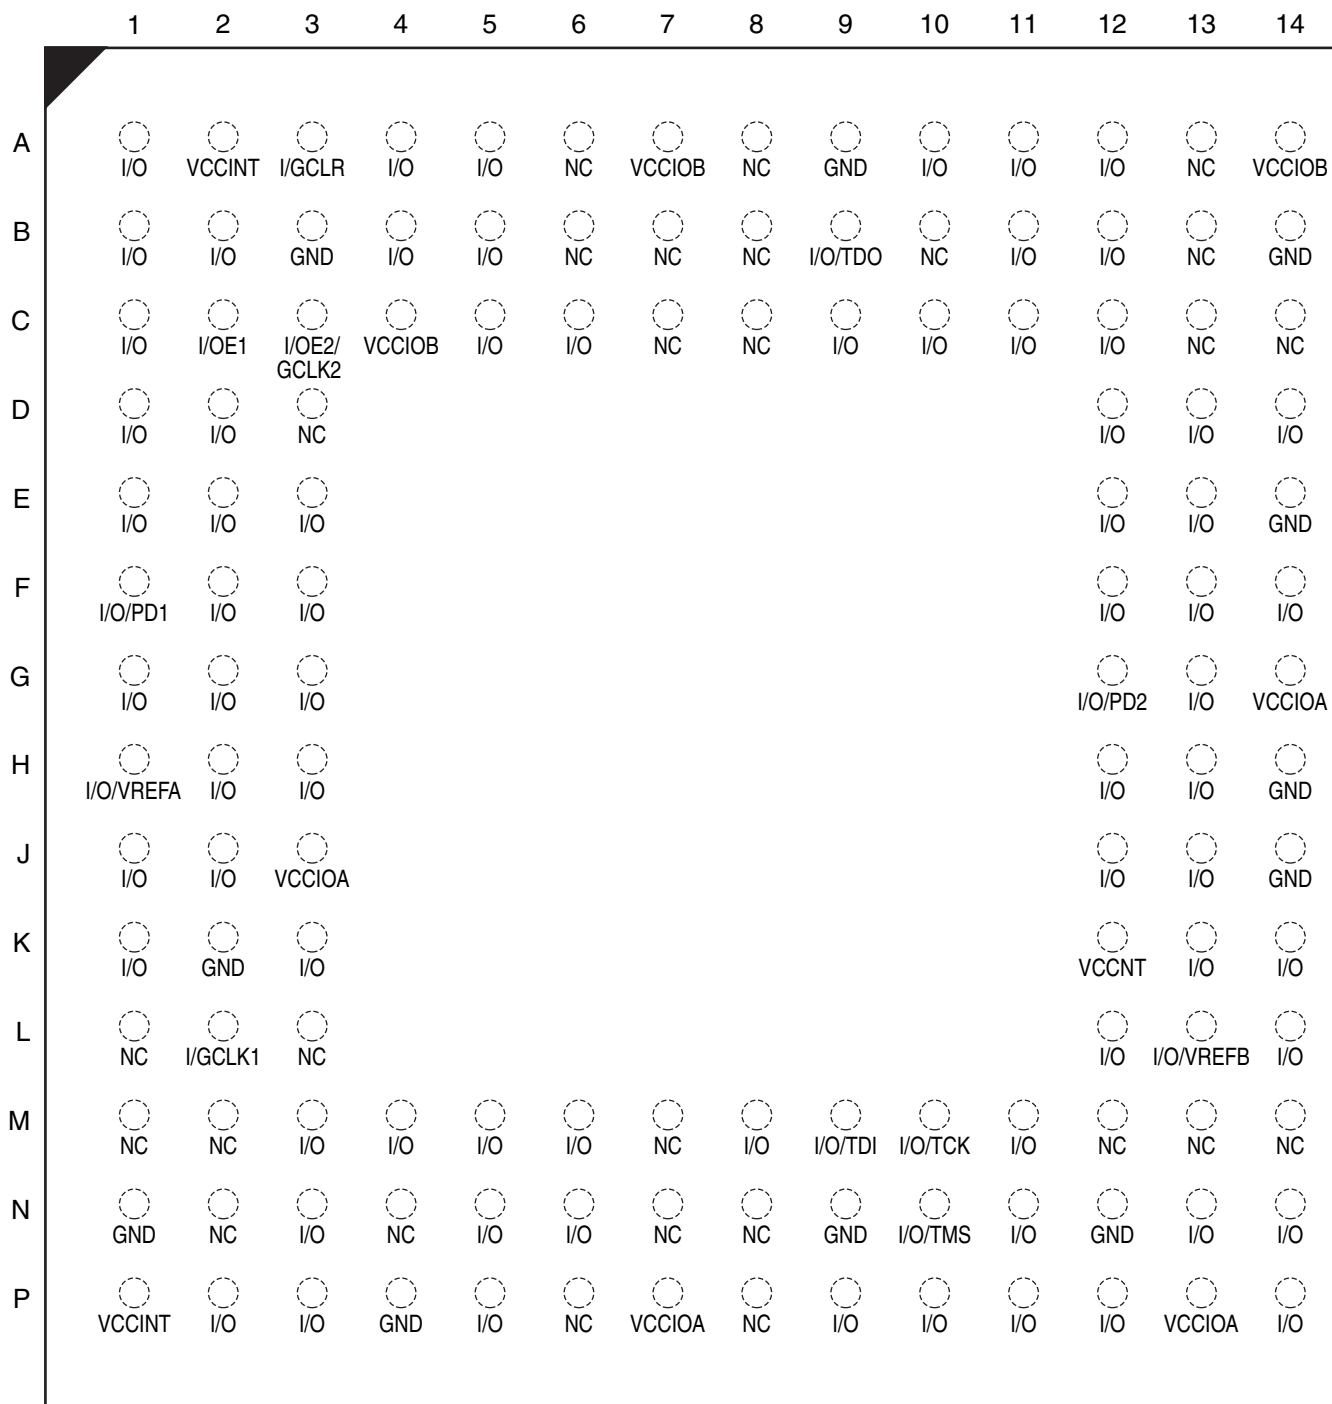 1 2 3 4 5 6 7 8 9 10 11 12 13 14
A
I/O VCCINT I/GCLR I/O I/O NC VCCIOB NC GND I/O I/O I/O NC VCCIOB
B
I/O I/O GND I/O I/O NC NC NC I/O/TDO NC I/O I/O NC GND
C
I/O I/OE1 I/OE2/ VCCIOB I/O I/O NC NC I/O I/O I/O I/O NC NC
GCLK2
D
I/O I/O NC I/O I/O I/O
E
I/O I/O I/O I/O I/O GND
F
I/O/PD1 I/O I/O I/O I/O I/O
G
I/O I/O I/O I/O/PD2 I/O VCCIOA
H
I/O/VREFA I/O I/O I/O I/O GND
J
I/O I/O VCCIOA I/O I/O GND
K
I/O GND I/O VCCNT I/O I/O
L
NC I/GCLK1 NC I/O I/O/VREFB I/O
M
NC NC I/O I/O I/O I/O NC I/O I/O/TDI I/O/TCK I/O NC NC NC
N
GND NC I/O NC I/O I/O NC NC GND I/O/TMS I/O GND I/O I/O
P
VCCINT I/O I/O GND I/O NC VCCIOA NC I/O I/O I/O I/O VCCIOA I/O